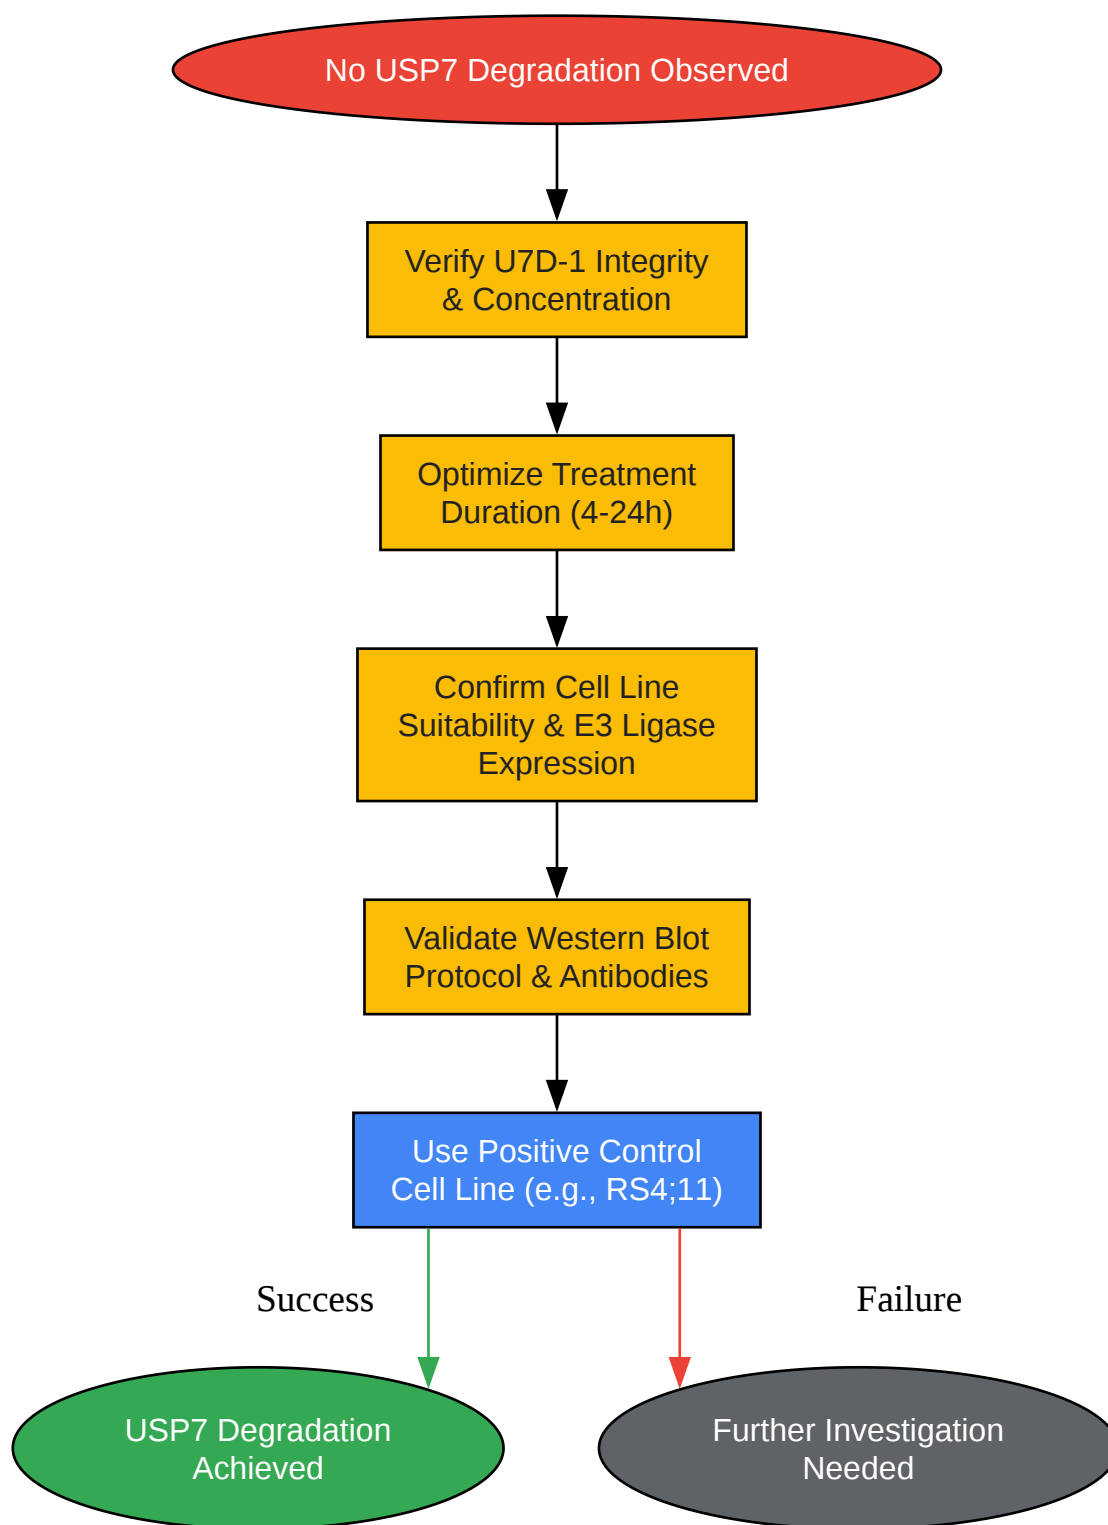 No USP7 Degradation Observed
Verify U7D-1 Integrity
& Concentration
Optimize Treatment
Duration (4-24h)
Confirm Cell Line
Suitability & E3 Ligase
Expression
Validate Western Blot
Protocol & Antibodies
Use Positive Control
Cell Line (e.g., RS4;11)
Success
Failure
USP7 Degradation
Achieved
Further Investigation
Needed